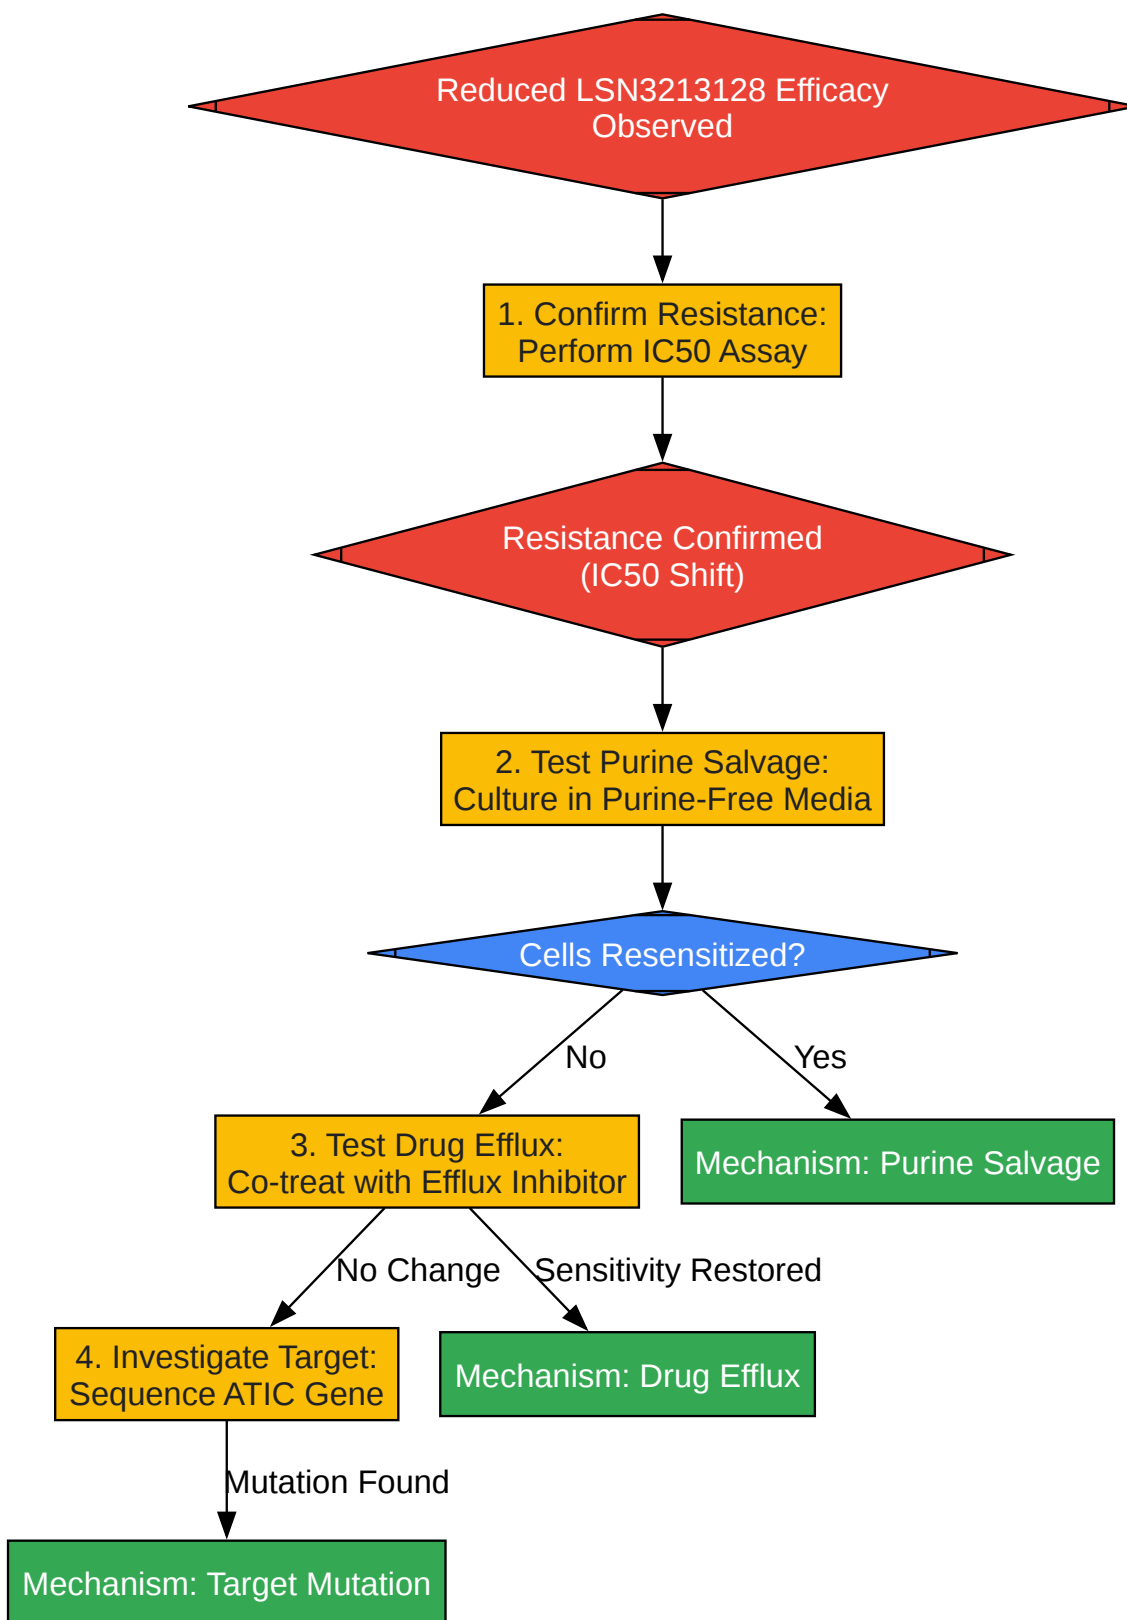 Reduced LSN3213128 Efficacy
Observed
1. Confirm Resistance:
Perform IC50 Assay
Resistance Confirmed
(IC50 Shift)
2. Test Purine Salvage:
Culture in Purine-Free Media
Cells Resensitized?
No
Yes
3. Test Drug Efflux:
Co-treat with Efflux Inhibitor
Mechanism: Purine Salvage
No Change
Sensitivity Restored
4. Investigate Target:
Sequence ATIC Gene
Mechanism: Drug Efflux
Mutation Found
Mechanism: Target Mutation